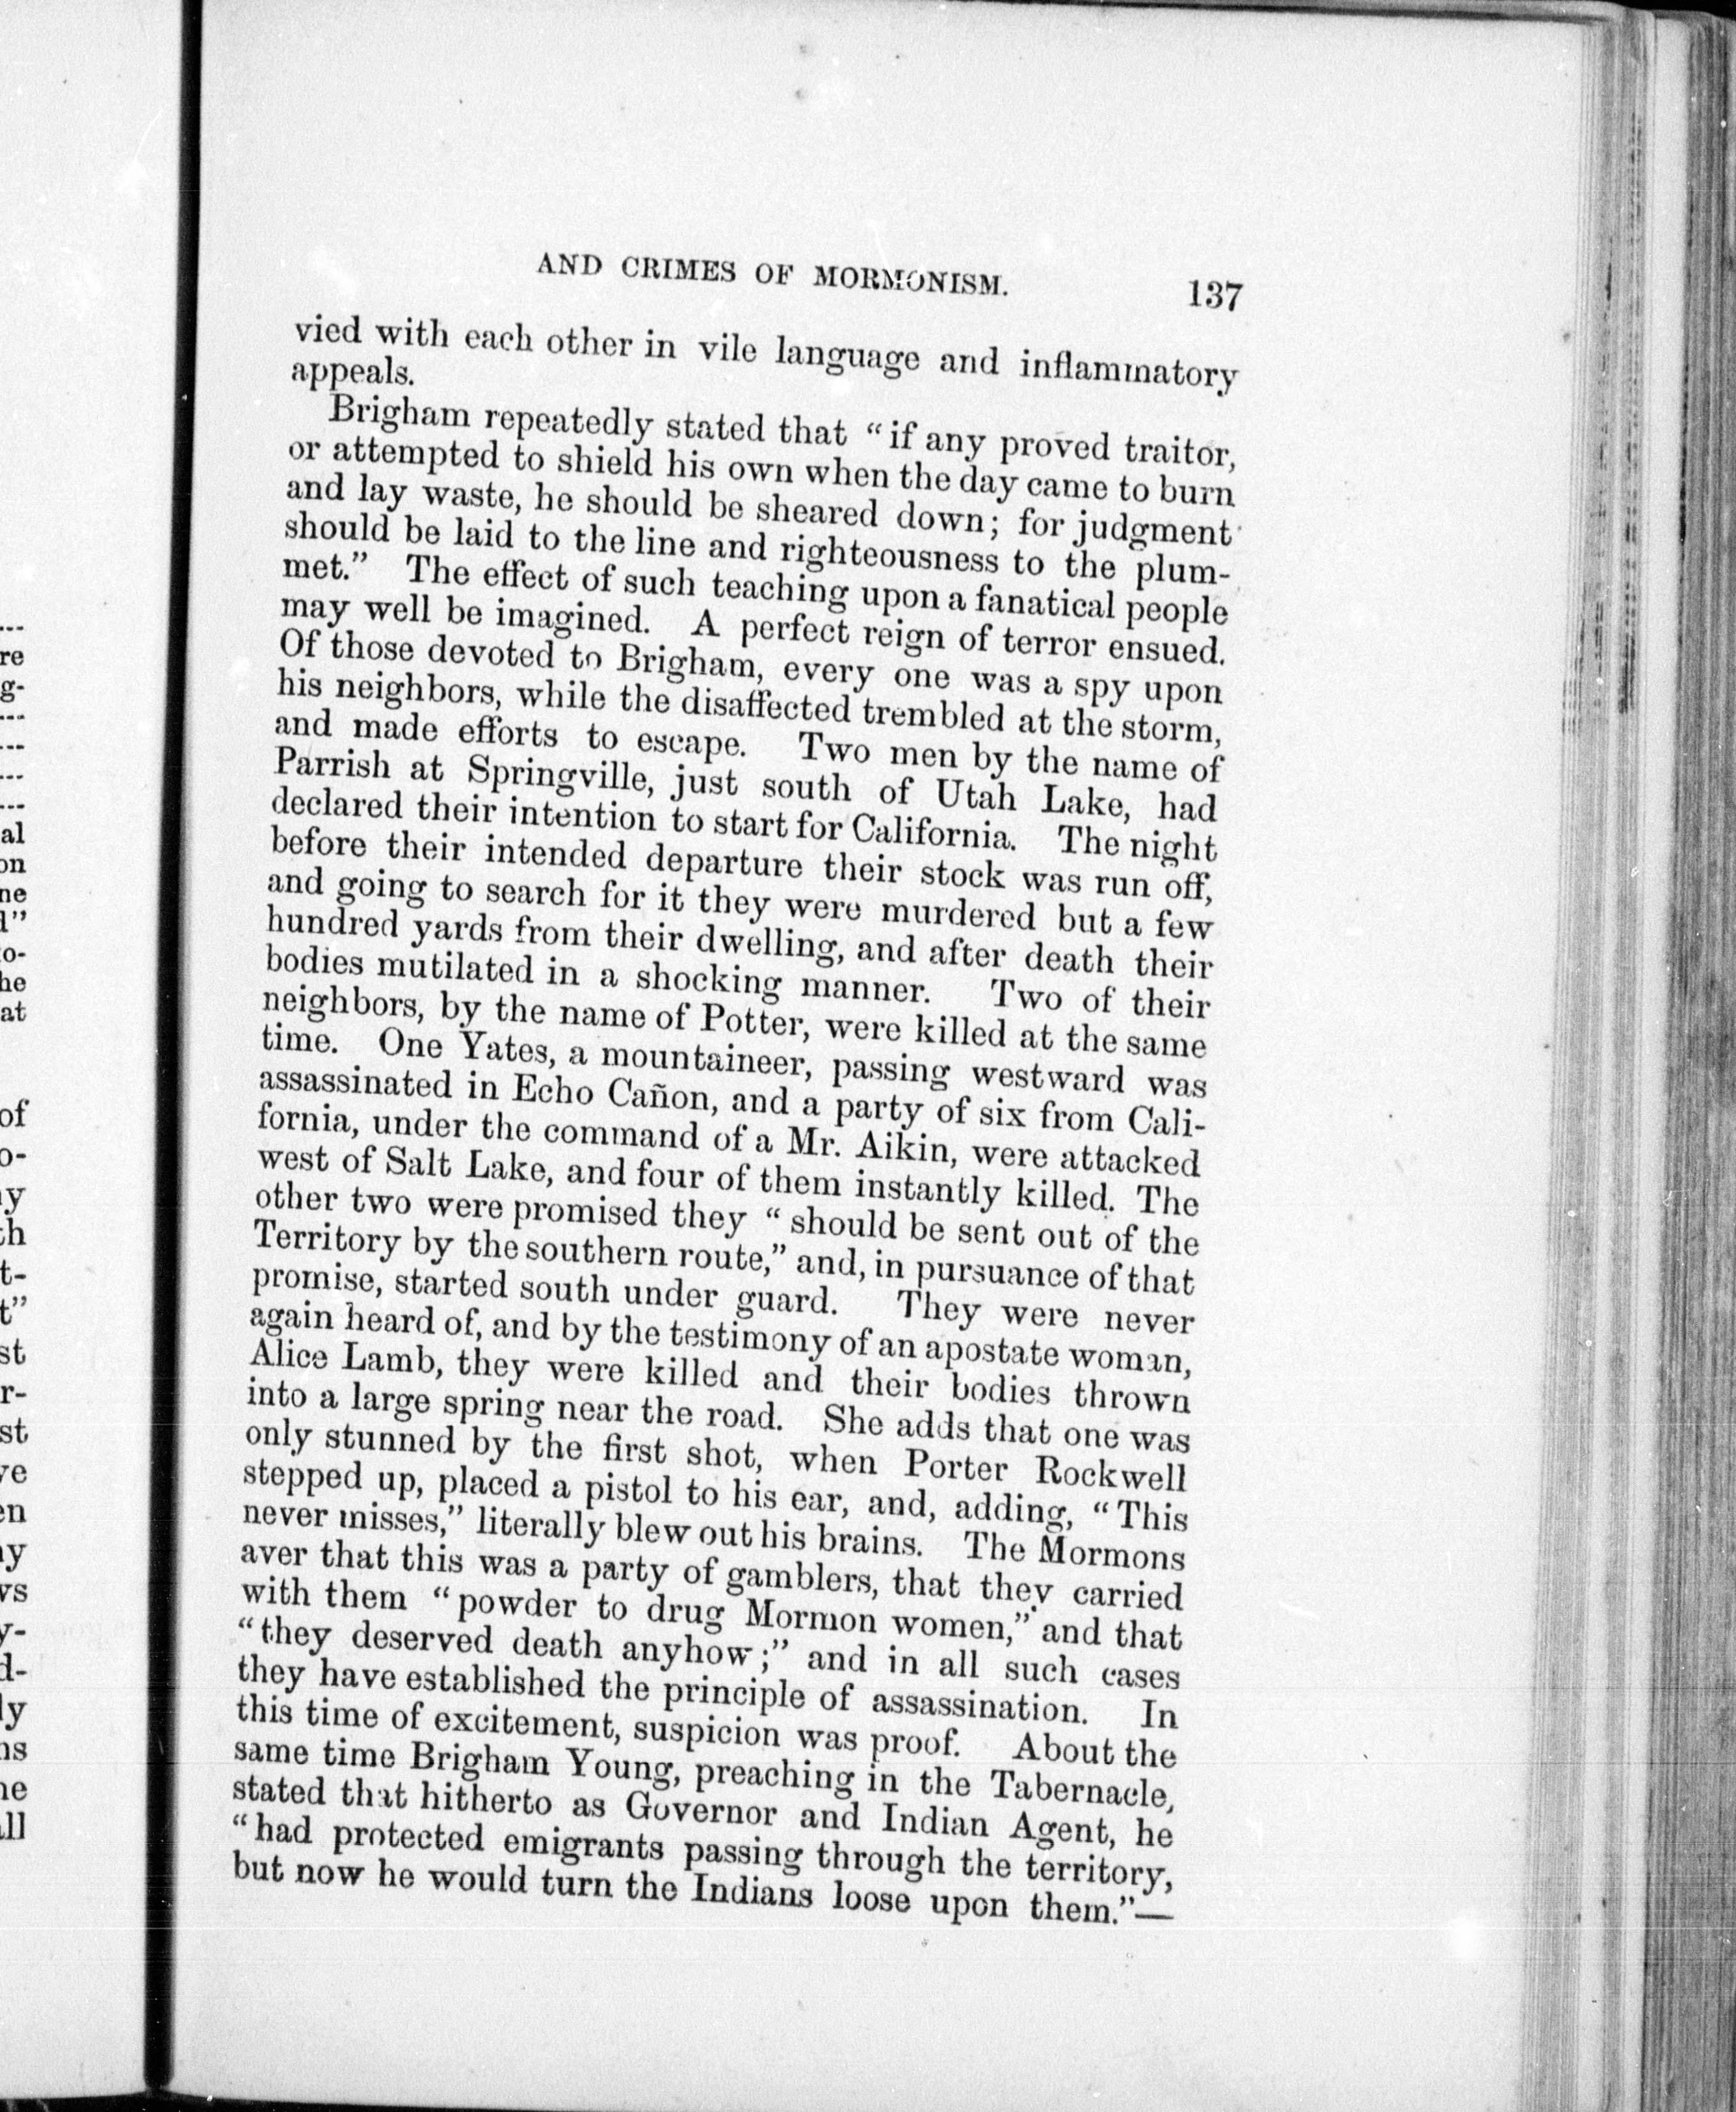 AND CRIMES OF MORMONISM. 137
vied with each other in vile language and inflammatory
appeals.
Brigham repeatedly stated that “if any proved traitor,
or attempted to shield his own when the day came to burn
and lay waste, he should be sheared down; for judgment
should be laid to the line and righteousness to the plum-
met.” The effect of such teaching upon a fanatical people
may well be imagined. A perfect reign of terror ensued.
Of those devoted to Brigham, every one was a spy upon
his neighbors, while the disaffected trembled at the storm,
and made efforts to escape. Two men by the name of
Parrish at Springville, just south of Utah Lake, had
declared their intention to start for California. The night
before their intended departure their stock was run off,
and going to search for it they were murdered but a few
hundred yards from their dwelling, and after death their
bodies mutilated in a shocking manner. Two of their
neighbors, by the name of Potter, were killed at the same
time. One Yates, a mountaineer, passing westward was
assassinated in Echo Cañon, and a party of six from Cali-
fornia, under the command of a Mr. Aikin, were attacked
west of Salt Lake, and four of them instantly killed. The
other two were promised they “should be sent out of the
Territory by the southern route,” and, in pursuance of that
promise, started south under guard. They were never
again heard of, and by the testimony of an apostate woman,
Alice Lamb, they were killed and their bodies thrown
into a large spring near the road. She adds that one was
only stunned by the first shot, when Porter Rockwell
stepped up, placed a pistol to his ear, and, adding, “This
never misses,” literally blew out his brains. The Mormons
aver that this was a party of gamblers, that they carried
with them “powder to drug Mormon women,” and that
“they deserved death anyhow;” and in all such cases
they have established the principle of assassination. In
this time of excitement, suspicion was proof. About the
same time Brigham Young, preaching in the Tabernacle,
stated that hitherto as Governor and Indian Agent, he
“had protected emigrants passing through the territory,
but now he would turn the Indians loose upon them.”—